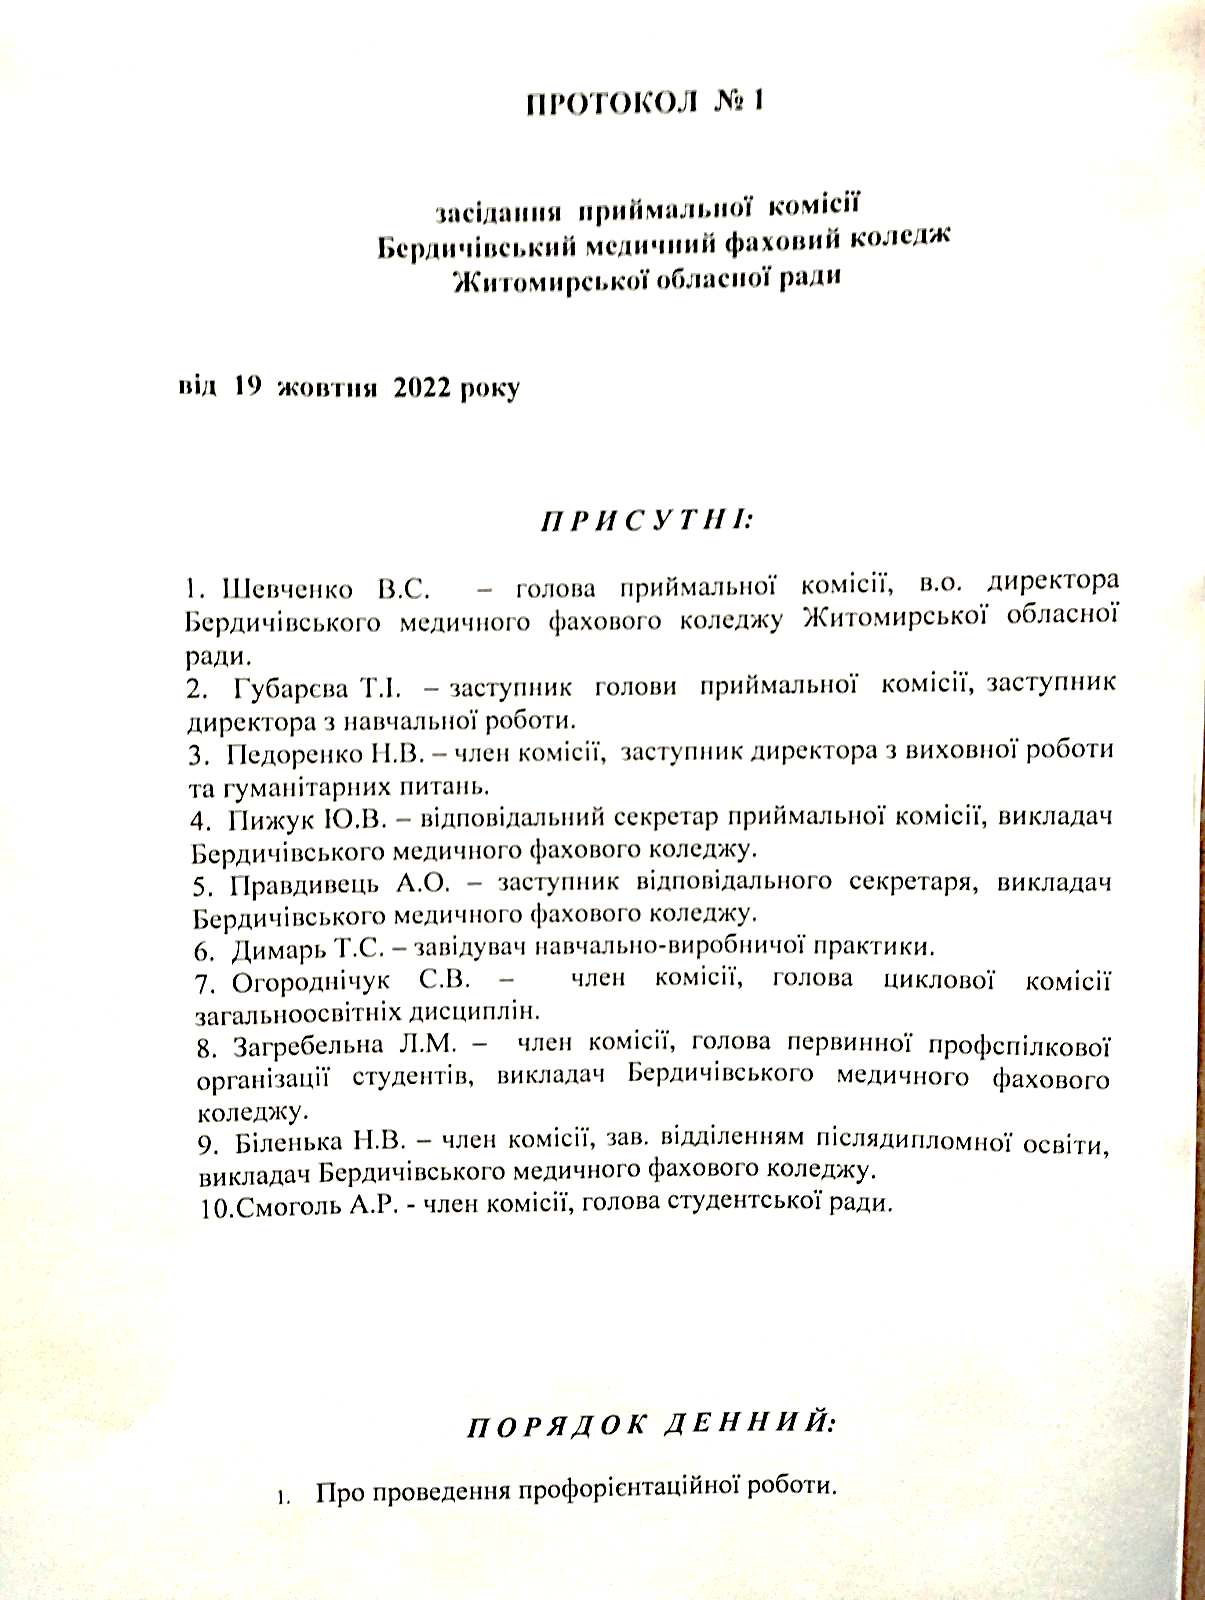 ПРОТОКОЛ № 1
засідання приймальної комісії
Бердичівський медичний фаховий коледж
Житомирської обласної ради
від 19 жовтня 2022 року
ПРИСУТНІ:
1. Шевченко В.С. – голова приймальної комісії, в.о. директора
Бердичівського медичного фахового коледжу Житомирської обласної
ради.
2. Губарєва Т.І. – заступник голови приймальної комісії, заступник
директора з навчальної роботи.
3. Педоренко Н.В. – член комісії, заступник директора з виховної роботи
та гуманітарних питань.
4. Пижук Ю.В. – відповідальний секретар приймальної комісії, викладач
Бердичівського медичного фахового коледжу.
5. Правдивець А.О. – заступник відповідального секретаря, викладач
Бердичівського медичного фахового коледжу.
6. Димарь Т.С. – завідувач навчально-виробничої практики.
7. Огороднічук С.В. – член комісії, голова циклової комісії
загальноосвітніх дисциплін.
8. Загребельна Л.М. – член комісії, голова первинної профспілкової
організації студентів, викладач Бердичівського медичного фахового
коледжу.
9. Біленька Н.В. – член комісії, зав. відділенням післядипломної освіти,
викладач Бердичівського медичного фахового коледжу.
10.Смоголь А.Р. - член комісії, голова студентської ради.
ПОРЯДОК ДЕННИЙ:
1. Про проведення профорієнтаційної роботи.